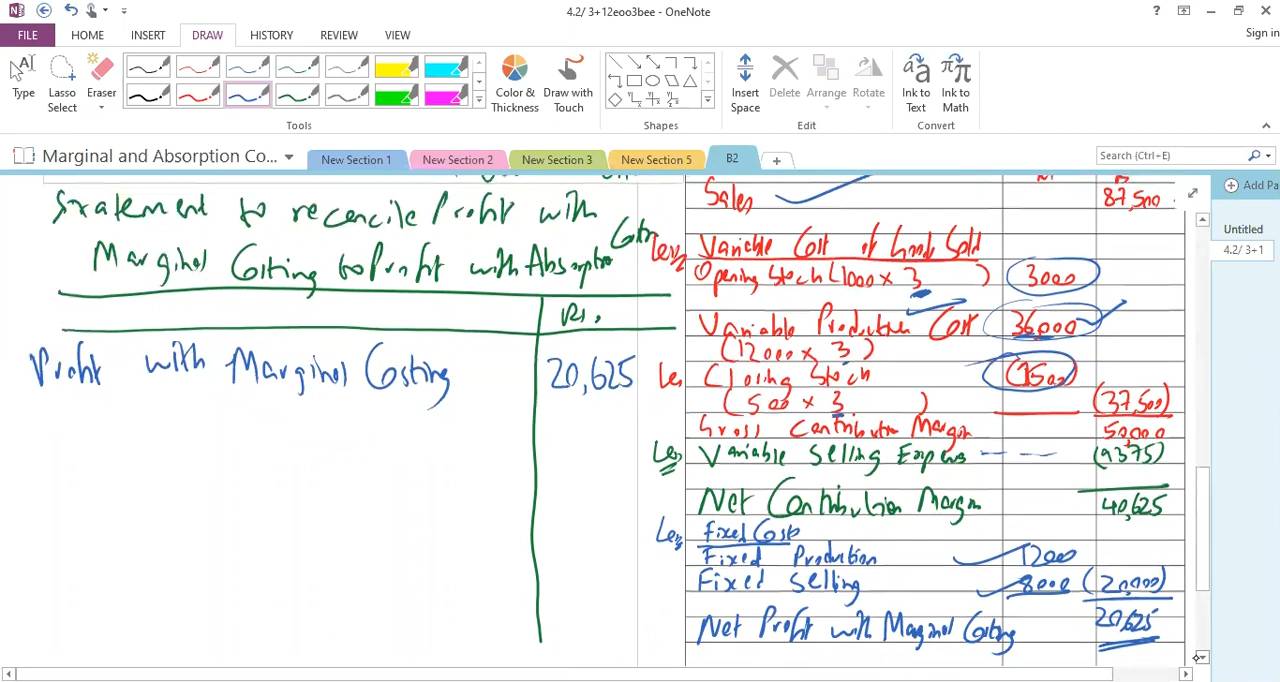 4.2/ 3+12eoo3bee - OneNote
Sign in
FILE HOME INSERT DRAW HISTORY REVIEW VIEW
Type
Lasso Select
Eraser
Color & Thickness
Draw with Touch
Insert Space
Delete
Arrange
Rotate
Ink to Text
Ink to Math
Tools
Shapes
Edit
Convert
Marginal and Absorption Co...
New Section 1
New Section 2
New Section 3
New Section 5
B2
Search (Ctrl+E)
Add Pa
Untitled
4.2/ 3+1
Statement to reconcile Profit with
Marginal Costing to Profit with Absorption Costing
Rs.
Profit with Marginal Costing 20,625
Sales 87,500
Less Variable Cost of Good Sold
Opening Stock (1000 x 3 ) 3000
Variable Production Cost 36000
(12000 x 3 )
Les Closing Stock (1500)
(500 x 3 ) (37,500)
Gross Contribution Margin 50,000
Les Variable Selling Expens (9375)
Net Contribution Margin 40,625
Less Fixed Cost
Fixed Production 12000
Fixed Selling 8000 (20,000)
Net Profit with Marginal Costing 20,625